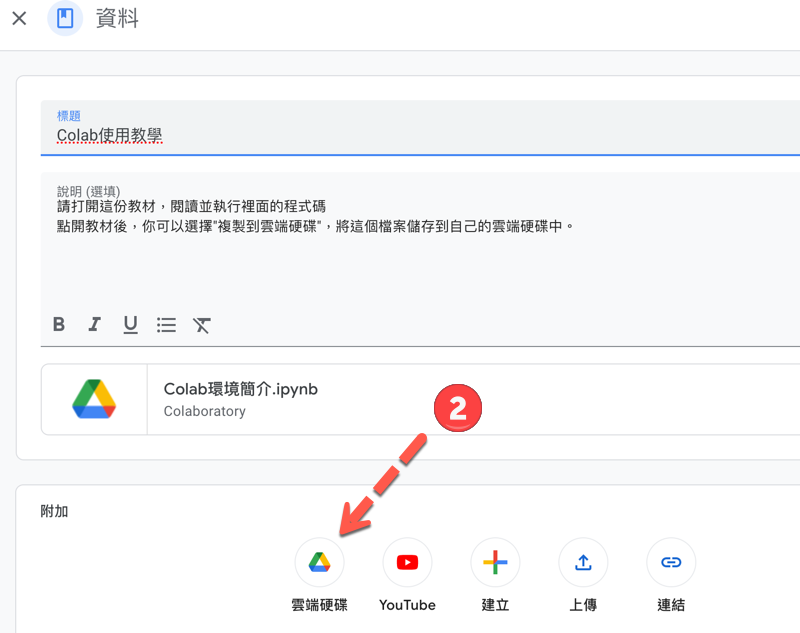 資料
標題
Colab使用教學
說明 (選填)
請打開這份教材，閱讀並執行裡面的程式碼
點開教材後，你可以選擇"複製到雲端硬碟"，將這個檔案儲存到自己的雲端硬碟中。
B I U
Colab環境簡介.ipynb
Colaboratory
2
附加
雲端硬碟 YouTube 建立 上傳 連結